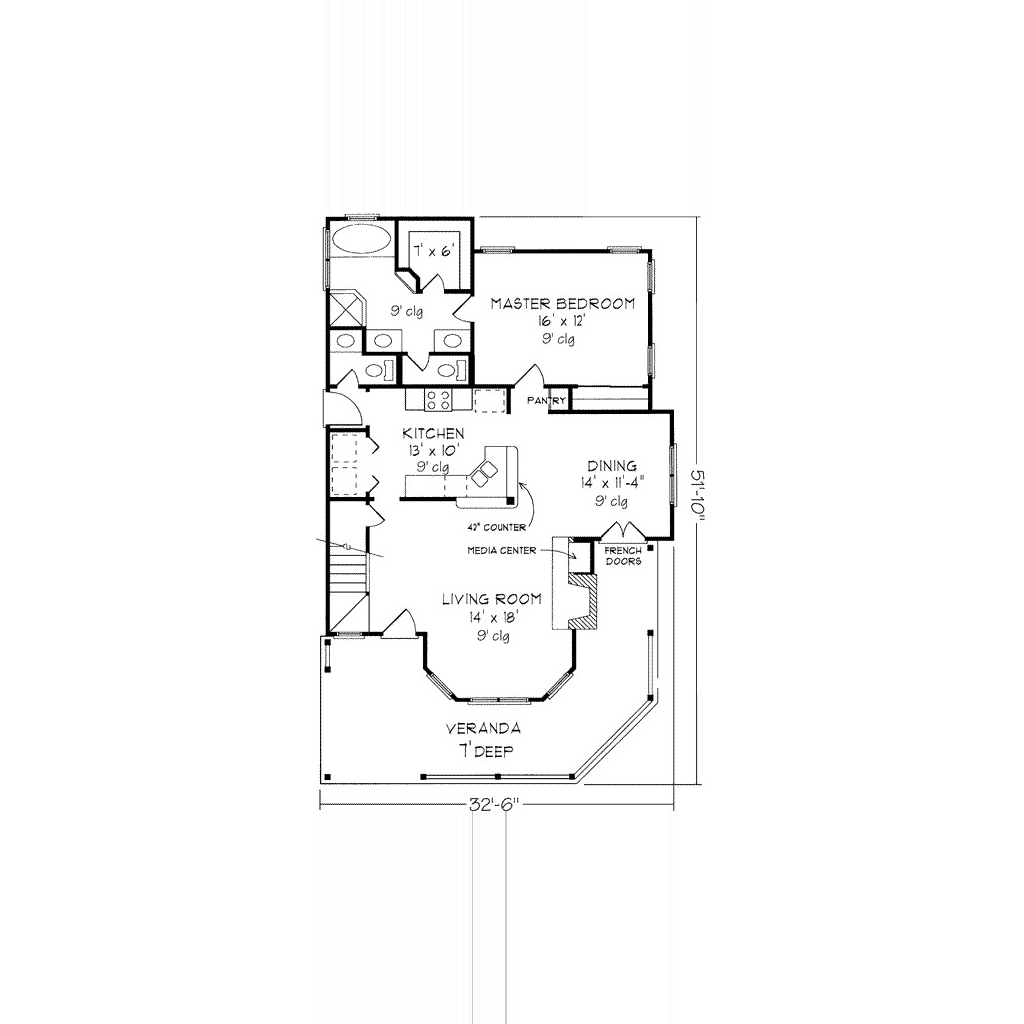 7' x 6'
MASTER BEDROOM
16' x 12'
9' clg
9' clg
PANTRY
KITCHEN
13' x 10'
9' clg
DINING
14' x 11'-4"
9' clg
51'-10"
42" COUNTER
MEDIA CENTER
FRENCH
DOORS
LIVING ROOM
14' x 18'
9' clg
VERANDA
7' DEEP
32'-6"